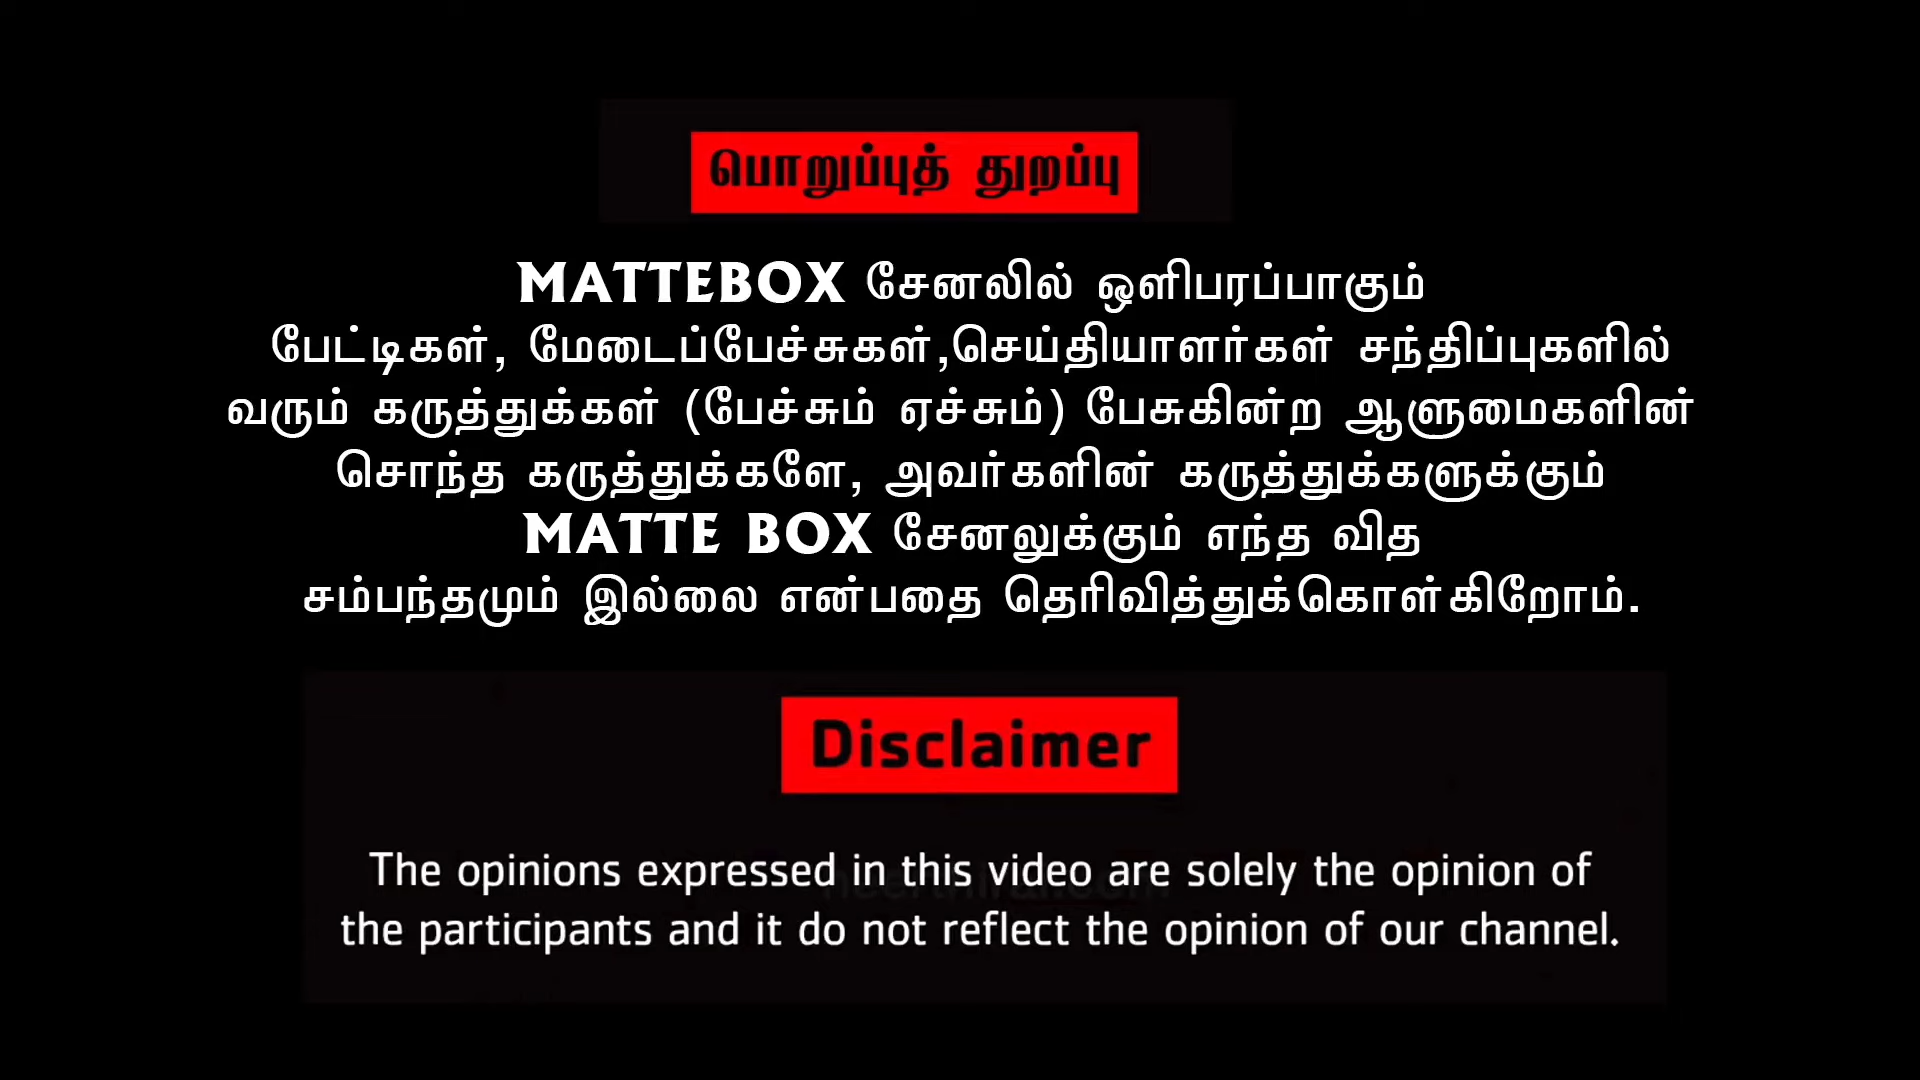 பொறுப்புத் துறப்பு
MATTEBOX சேனலில் ஒளிபரப்பாகும்
பேட்டிகள், மேடைப்பேச்சுகள்,செய்தியாளர்கள் சந்திப்புகளில்
வரும் கருத்துக்கள் (பேச்சும் ஏச்சும்) பேசுகின்ற ஆளுமைகளின்
சொந்த கருத்துக்களே, அவர்களின் கருத்துக்களுக்கும்
MATTE BOX சேனலுக்கும் எந்த வித
சம்பந்தமும் இல்லை என்பதை தெரிவித்துக்கொள்கிறோம்.
Disclaimer
The opinions expressed in this video are solely the opinion of
the participants and it do not reflect the opinion of our channel.